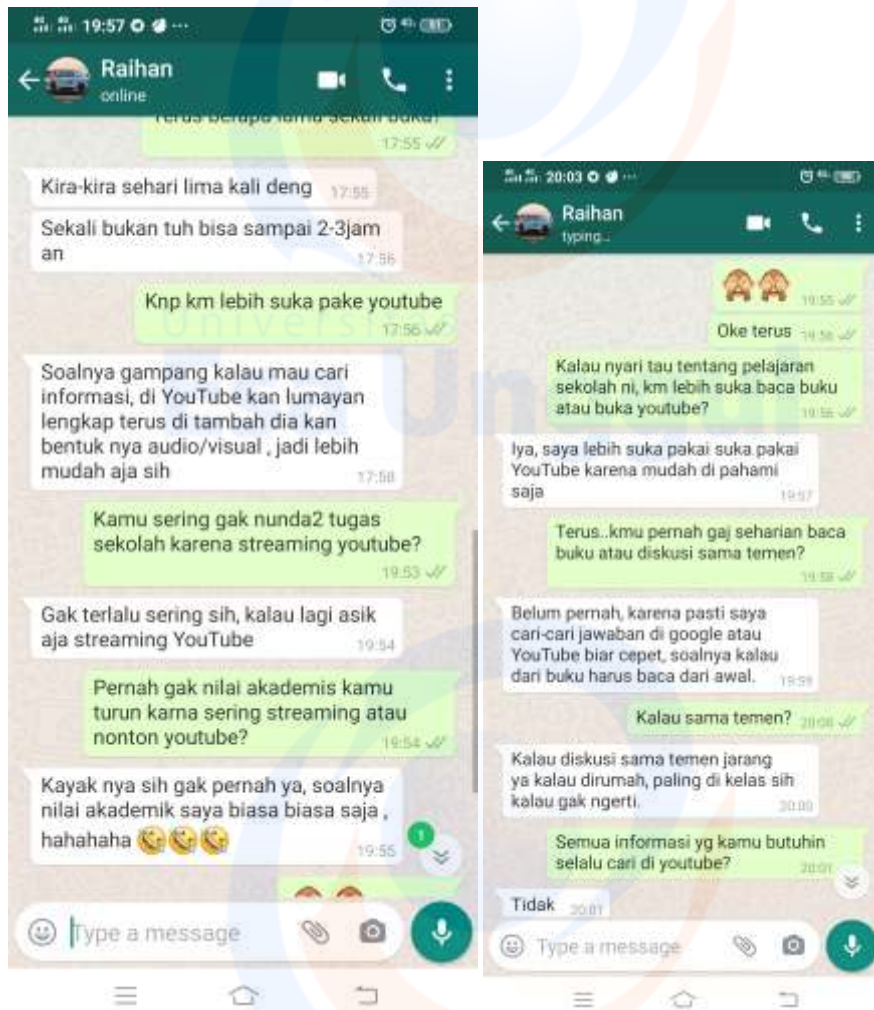 19:57
Raihan
online
Terus berapa lama sekali buka?
17:55
Kira-kira sehari lima kali deng
17:55
Sekali bukan tuh bisa sampai 2-3jam
an
17:56
Knp km lebih suka pake youtube
17:56
Soalnya gampang kalau mau cari
informasi, di YouTube kan lumayan
lengkap terus di tambah dia kan
bentuk nya audio/visual , jadi lebih
mudah aja sih
17:58
Kamu sering gak nunda2 tugas
sekolah karena streaming youtube?
19:53
Gak terlalu sering sih, kalau lagi asik
aja streaming YouTube
19:54
Pernah gak nilai akademis kamu
turun karna sering streaming atau
nonton youtube?
19:54
Kayak nya sih gak pernah ya, soalnya
nilai akademik saya biasa biasa saja ,
hahahaha
19:55
1
Type a message
20:03
Raihan
typing...
19:55
Oke terus
19:56
Kalau nyari tau tentang pelajaran
sekolah ni, km lebih suka baca buku
atau buka youtube?
19:56
Iya, saya lebih suka pakai suka pakai
YouTube karena mudah di pahami
saja
19:57
Terus..kmu pernah gaj seharian baca
buku atau diskusi sama temen?
19:58
Belum pernah, karena pasti saya
cari-cari jawaban di google atau
YouTube biar cepet, soalnya kalau
dari buku harus baca dari awal.
19:59
Kalau sama temen?
Kalau diskusi sama temen jarang
ya kalau dirumah, paling di kelas sih
kalau gak ngerti.
Semua informasi yg kamu butuhin
selalu cari di youtube?
20:01
Tidak
20:01
Type a message